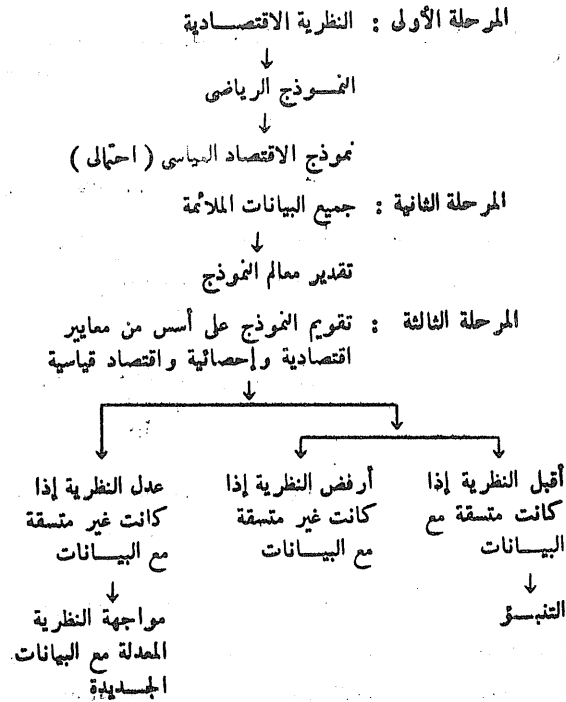 المرحلة الأولى : النظرية الاقتصادية
النموذج الرياضى
نموذج الاقتصاد القياسى ( احتمالى )
المرحلة الثانية : جميع البيانات الملائمة
تقدير معالم النموذج
المرحلة الثالثة : تقويم النموذج على أسس من معايير
اقتصادية وإحصائية واقتصاد قياسية
أقبل النظرية إذا
كانت متسقة مع
البيانات
التنبؤ
أرفض النظرية إذا
كانت غير متسقة
مع البيانات
عدل النظرية إذا
كانت غير متسقة
مع البيانات
مواجهة النظرية
المعدلة مع البيانات
الجديدة